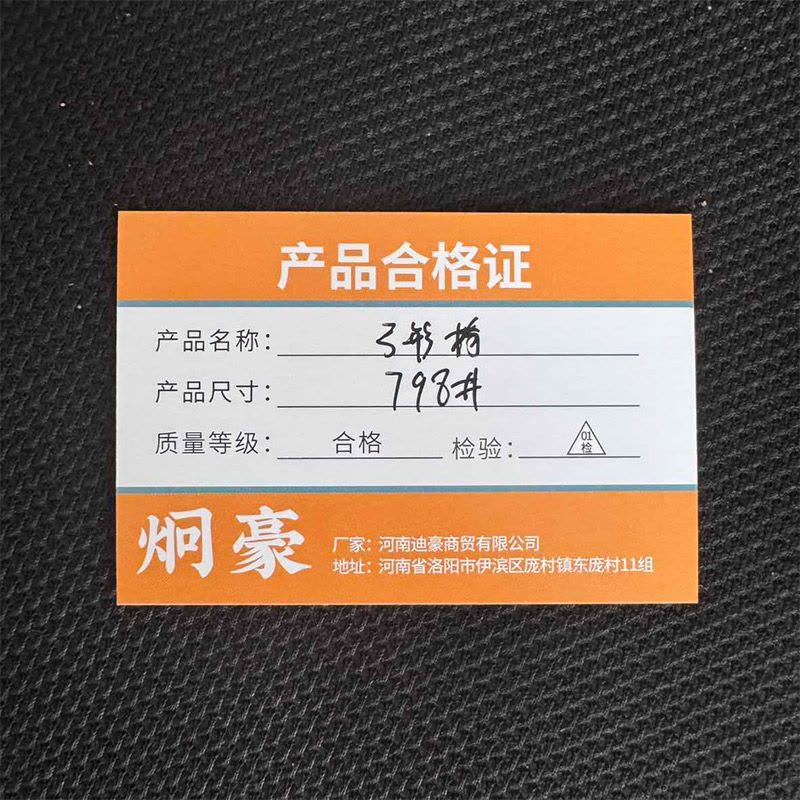 产品合格证
产品名称：弓形椅
产品尺寸：798#
质量等级：合格 检验：01检
炯豪
厂家：河南迪豪商贸有限公司
地址：河南省洛阳市伊滨区庞村镇东庞村11组